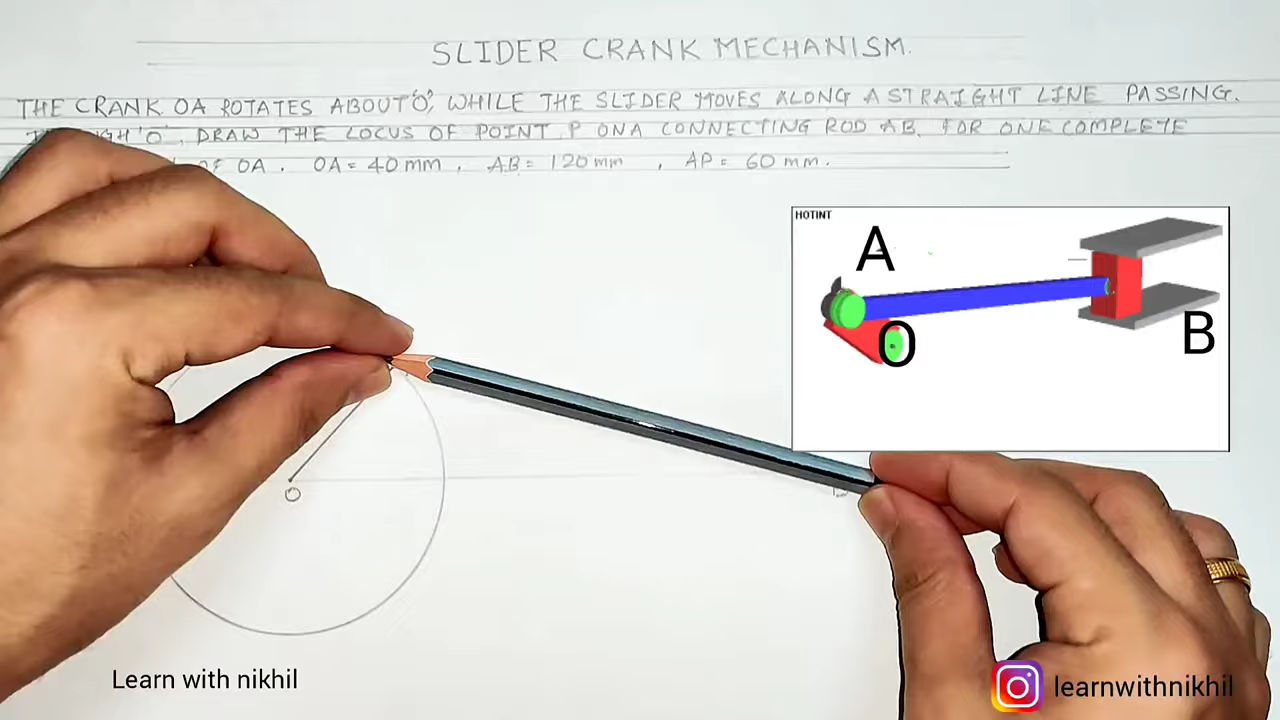 SLIDER CRANK MECHANISM.
THE CRANK OA ROTATES ABOUT 'O', WHILE THE SLIDER MOVES ALONG A STRAIGHT LINE PASSING.
'O'. DRAW THE LOCUS OF POINT P ON A CONNECTING ROD AB. FOR ONE COMPLETE
OF OA. OA = 40 mm, AB = 120 mm, AP = 60 mm.
HOTINT
A
O
B
O
Learn with nikhil
learnwithnikhil